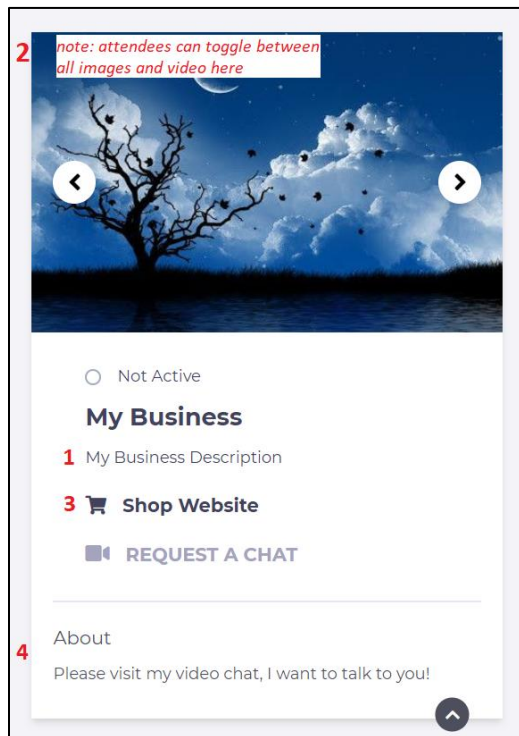 2
note: attendees can toggle between
all images and video here
Not Active
My Business
1 My Business Description
3 Shop Website
REQUEST A CHAT
About
4
Please visit my video chat, I want to talk to you!